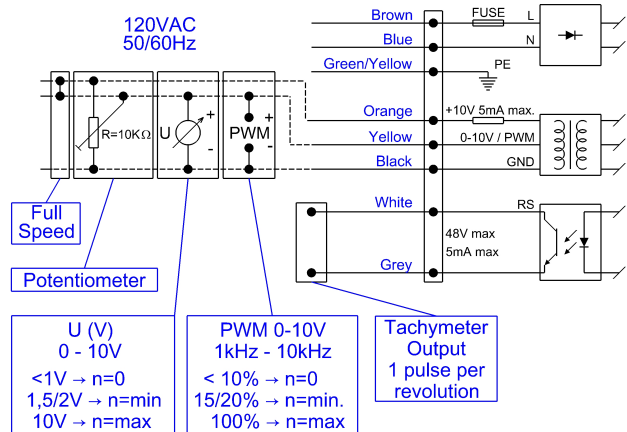 120VAC
50/60Hz
Brown
FUSE
L
Blue
N
Green/Yellow
PE
Orange
+10V 5mA max.
Yellow
0-10V / PWM
Black
GND
R=10KΩ
U
+
-
PWM
+
-
White
RS
48V max
5mA max
Grey
Full
Speed
Potentiometer
U (V)
0 - 10V
<1V → n=0
1,5/2V → n=min
10V → n=max
PWM 0-10V
1kHz - 10kHz
< 10% → n=0
15/20% → n=min.
100% → n=max
Tachymeter
Output
1 pulse per
revolution